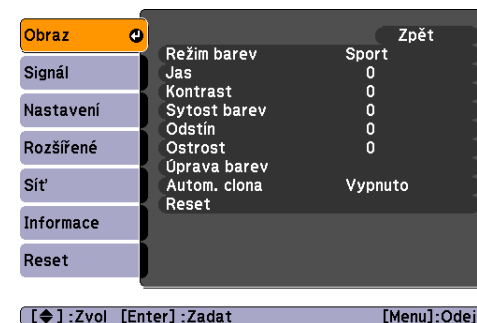 Obraz
Signál
Nastavení
Rozšířené
Síť
Informace
Reset
Zpět
Režim barev Sport
Jas 0
Kontrast 0
Sytost barev 0
Odstín 0
Ostrost 0
Úprava barev
Autom. clona Vypnuto
Reset
[◆]:Zvol [Enter]:Zadat [Menu]:Odej